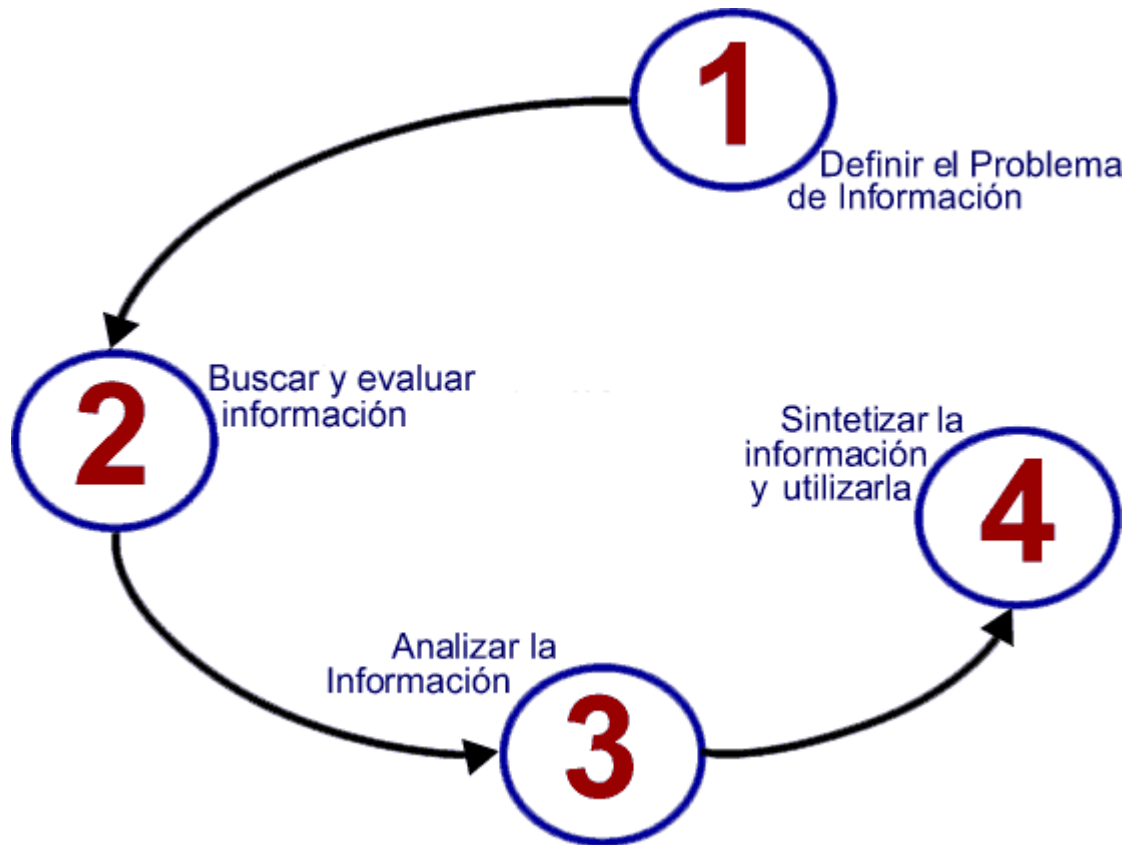 1
Definir el Problema
de Información
2
Buscar y evaluar
información
3
Analizar la
Información
4
Sintetizar la
información
y utilizarla